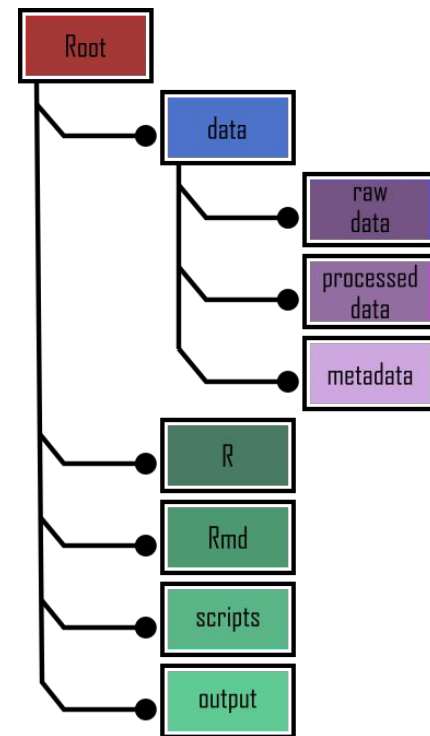 Root
data
raw
data
processed
data
metadata
R
Rmd
scripts
output